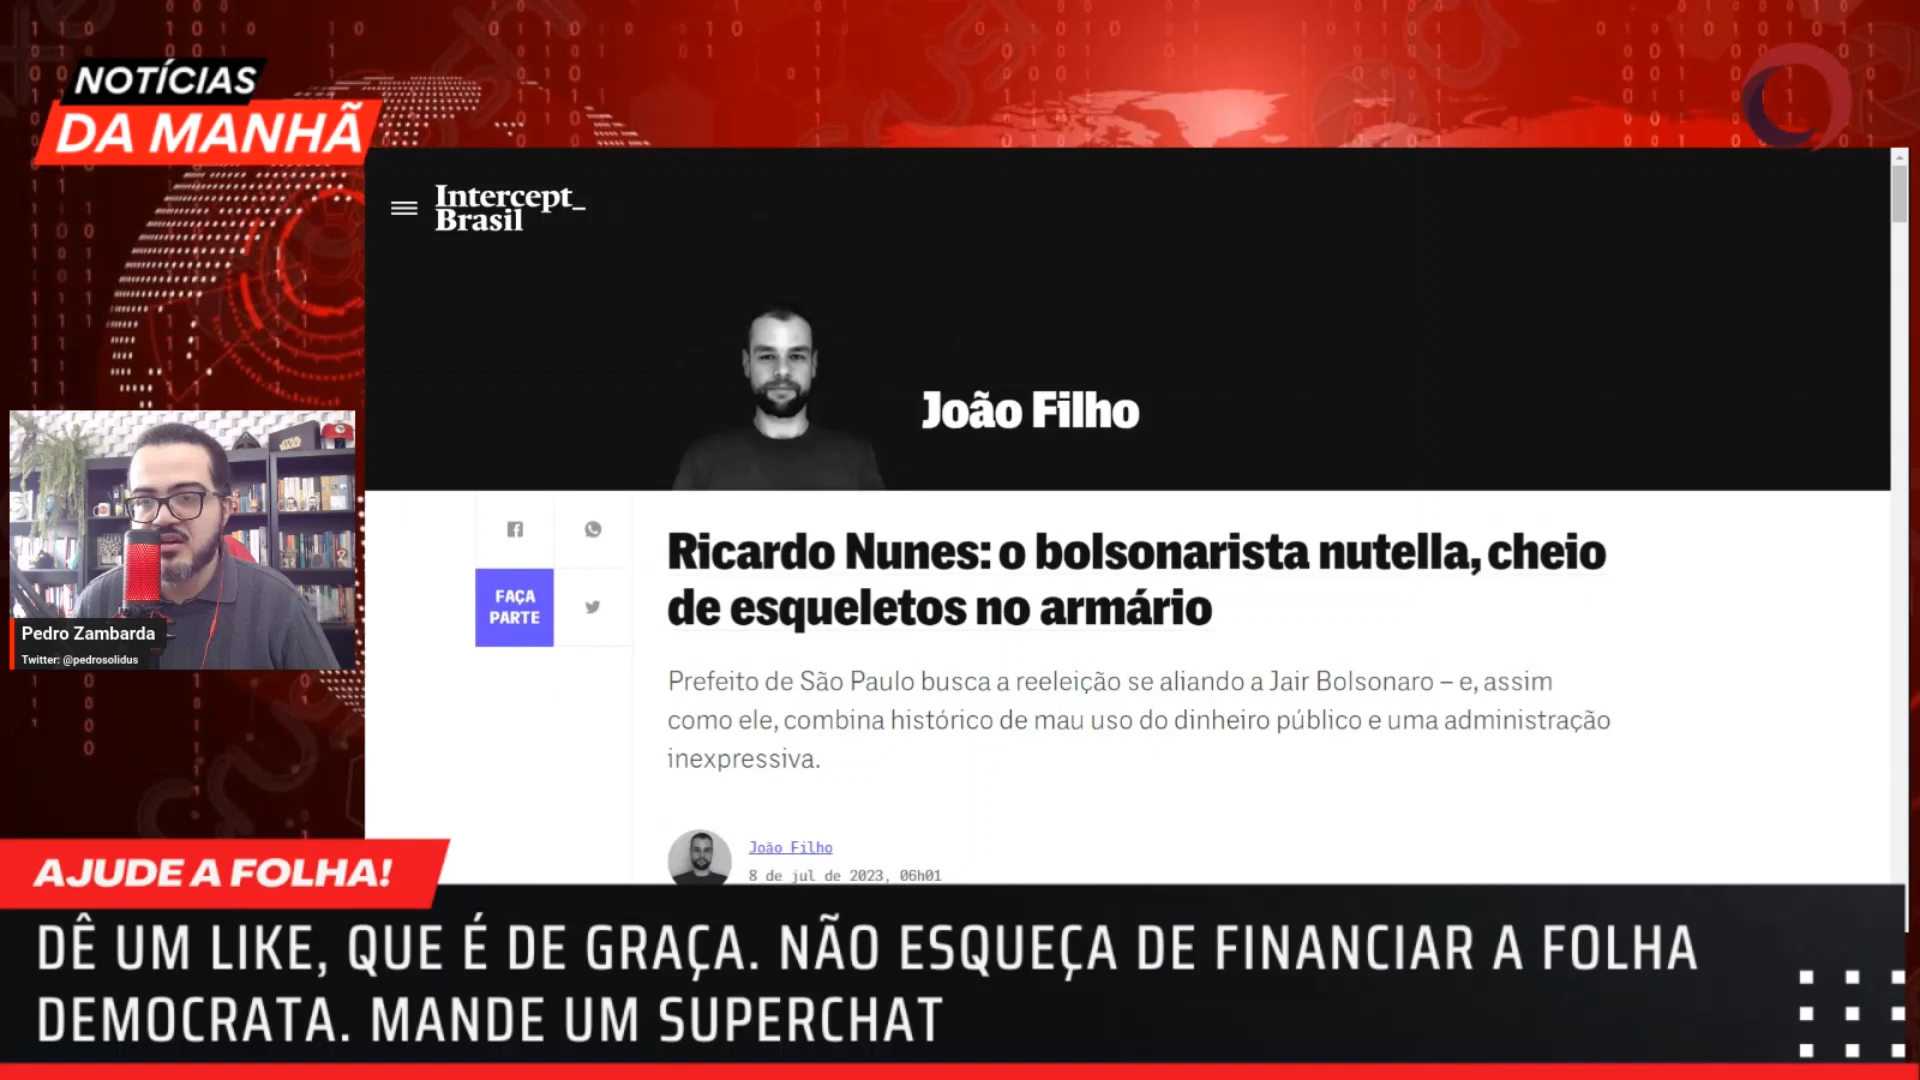 NOTÍCIAS
DA MANHÃ
Intercept_
Brasil
João Filho
FAÇA
PARTE
Ricardo Nunes: o bolsonarista nutella, cheio
de esqueletos no armário
Prefeito de São Paulo busca a reeleição se aliando a Jair Bolsonaro – e, assim
como ele, combina histórico de mau uso do dinheiro público e uma administração
inexpressiva.
João Filho
8 de jul de 2023, 06h01
Pedro Zambarda
Twitter: @pedrosolidus
AJUDE A FOLHA!
DÊ UM LIKE, QUE É DE GRAÇA. NÃO ESQUEÇA DE FINANCIAR A FOLHA
DEMOCRATA. MANDE UM SUPERCHAT